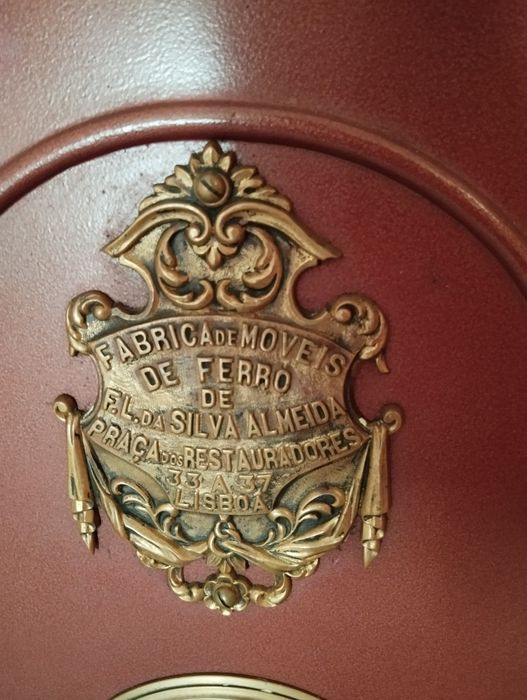 FABRICA DE MOVEIS
DE FERRO
DE
F. L. DA SILVA ALMEIDA
PRAÇA DOS RESTAURADORES
33 A 37
LISBOA